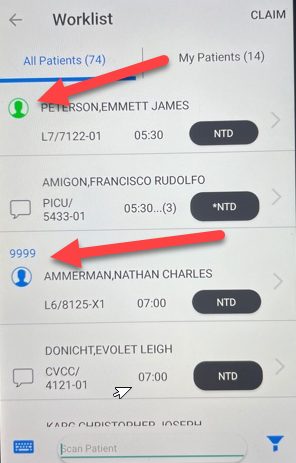 Worklist
CLAIM
All Patients (74)
My Patients (14)
PETERSON,EMMETT JAMES
L7/7122-01 05:30 NTD
AMIGON,FRANCISCO RUDOLFO
PICU/
5433-01 05:30...(3) *NTD
9999
AMMERMAN,NATHAN CHARLES
L6/8125-X1 07:00 NTD
DONICHT,EVOLET LEIGH
CVCC/
4121-01 07:00 NTD
KARG CHRISTOPHER JOSEPH
Scan Patient